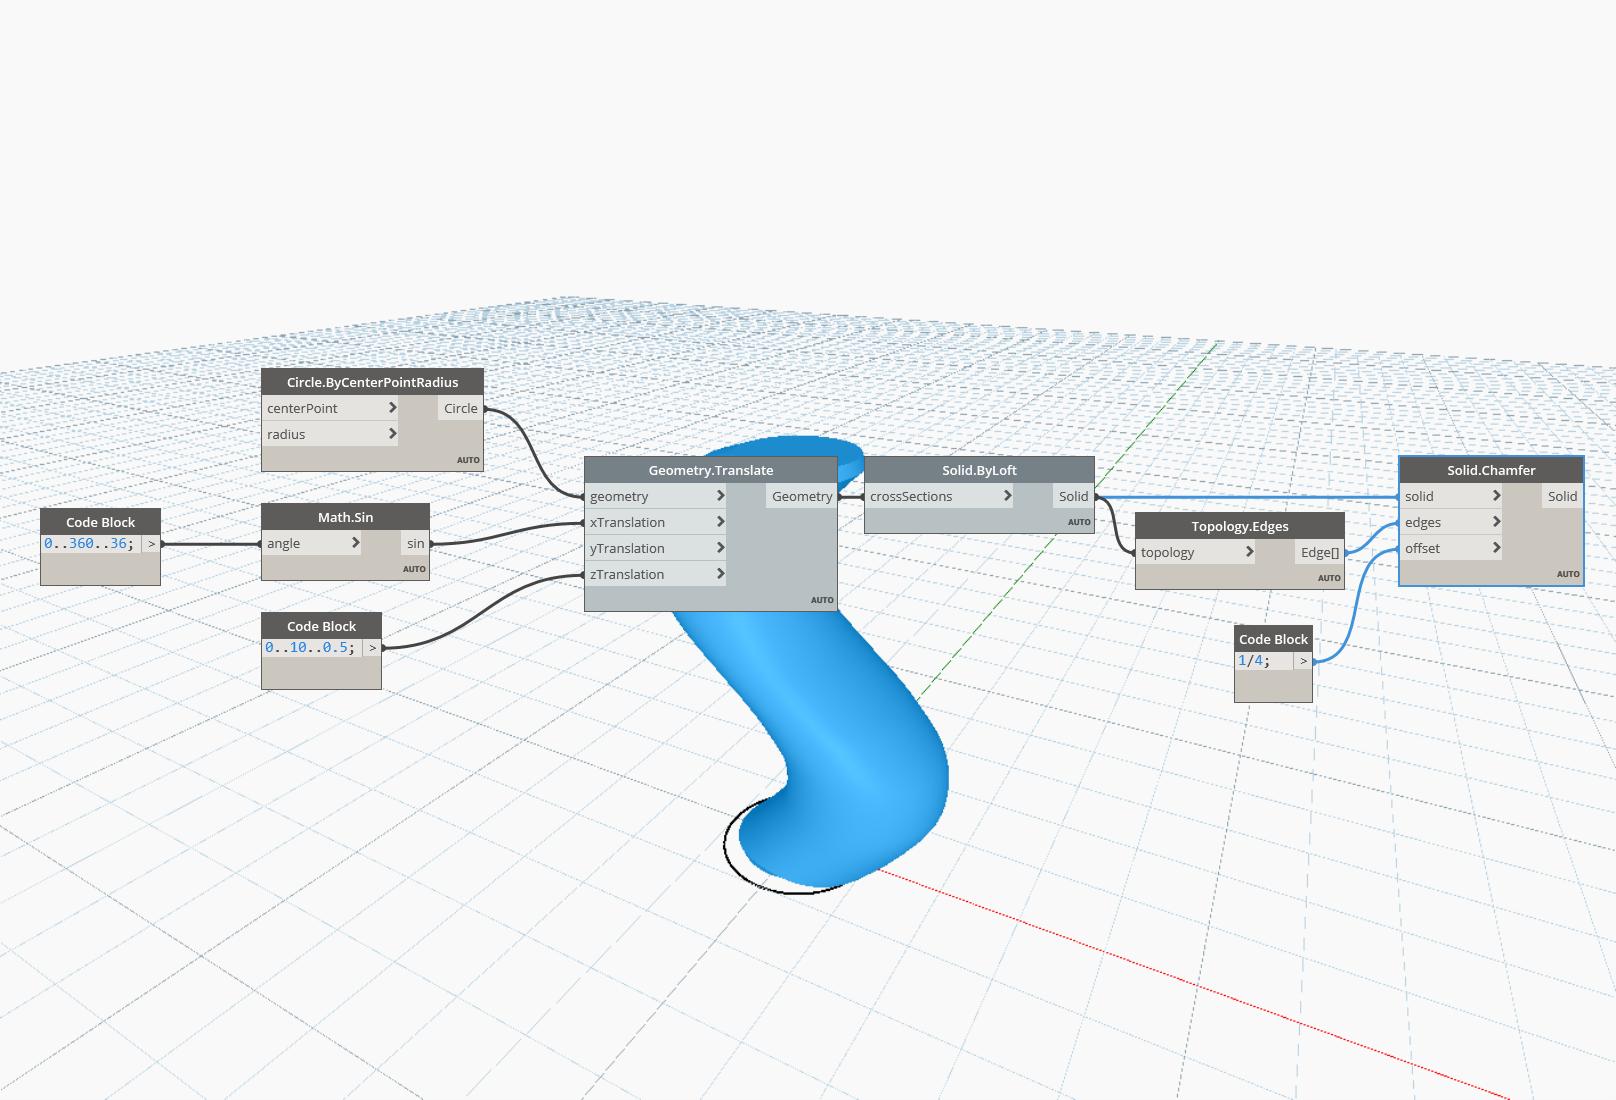 Circle.ByCenterPointRadius
centerPoint
Circle
radius
AUTO
Code Block
0..360..36; >
Math.Sin
angle
sin
AUTO
Code Block
0..10..0.5; >
Geometry.Translate
geometry
Geometry
xTranslation
yTranslation
zTranslation
AUTO
Solid.ByLoft
crossSections
Solid
AUTO
Topology.Edges
topology
Edge[]
AUTO
Code Block
1/4; >
Solid.Chamfer
solid
Solid
edges
offset
AUTO